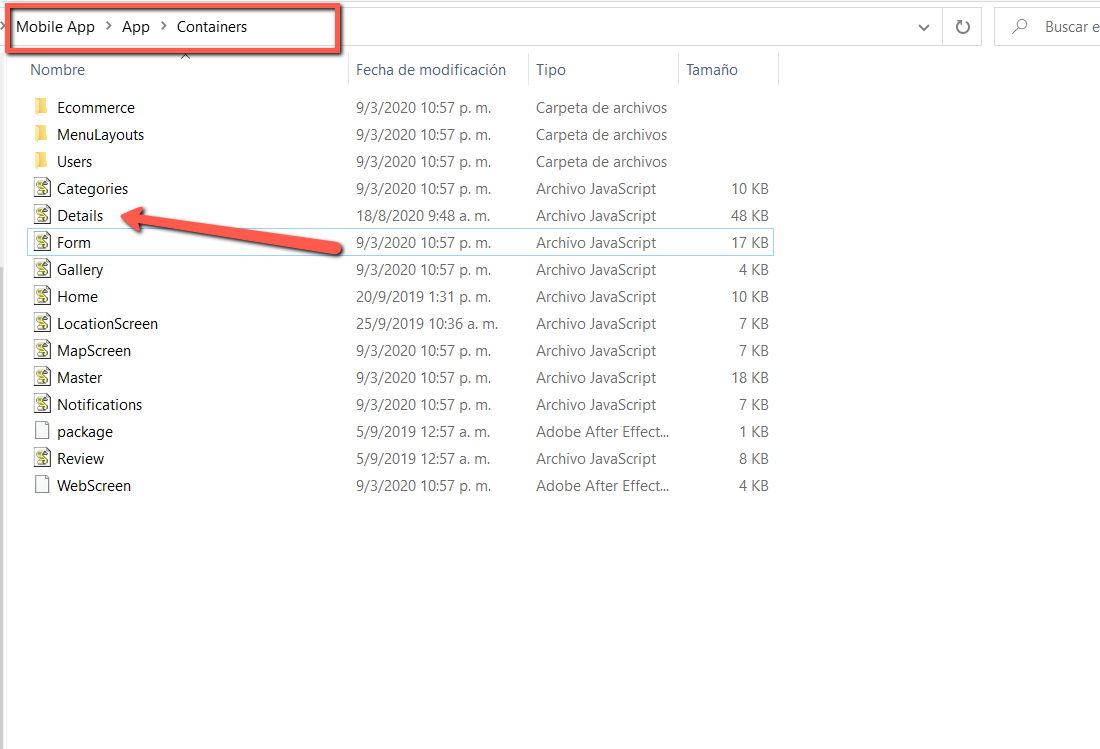 Mobile App > App > Containers Buscar e
Nombre Fecha de modificación Tipo Tamaño
Ecommerce 9/3/2020 10:57 p. m. Carpeta de archivos
MenuLayouts 9/3/2020 10:57 p. m. Carpeta de archivos
Users 9/3/2020 10:57 p. m. Carpeta de archivos
Categories 9/3/2020 10:57 p. m. Archivo JavaScript 10 KB
Details 18/8/2020 9:48 a. m. Archivo JavaScript 48 KB
Form 9/3/2020 10:57 p. m. Archivo JavaScript 17 KB
Gallery 9/3/2020 10:57 p. m. Archivo JavaScript 4 KB
Home 20/9/2019 1:31 p. m. Archivo JavaScript 10 KB
LocationScreen 25/9/2019 10:36 a. m. Archivo JavaScript 7 KB
MapScreen 9/3/2020 10:57 p. m. Archivo JavaScript 7 KB
Master 9/3/2020 10:57 p. m. Archivo JavaScript 18 KB
Notifications 9/3/2020 10:57 p. m. Archivo JavaScript 7 KB
package 5/9/2019 12:57 a. m. Adobe After Effect... 1 KB
Review 5/9/2019 12:57 a. m. Archivo JavaScript 8 KB
WebScreen 9/3/2020 10:57 p. m. Adobe After Effect... 4 KB